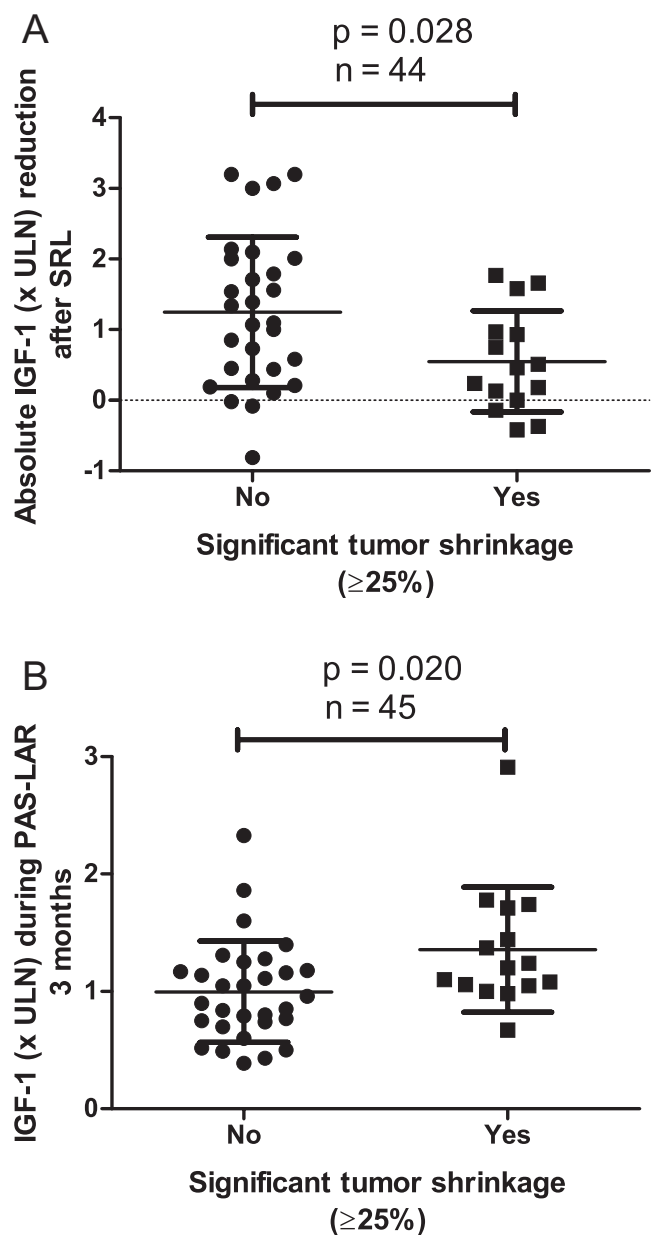 A
p = 0.028
n = 44
Absolute IGF-1 (x ULN) reduction
after SRL
4
3
2
1
0
-1
No
Yes
Significant tumor shrinkage
(≥25%)
B
p = 0.020
n = 45
IGF-1 (x ULN) during PAS-LAR
3 months
3
2
1
0
No
Yes
Significant tumor shrinkage
(≥25%)